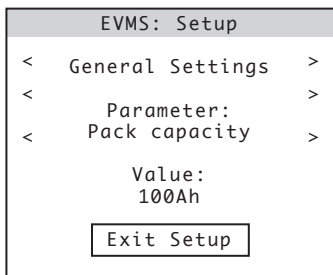 EVMS: Setup
< General Settings >
< >
Parameter:
< Pack capacity >
Value:
100Ah
Exit Setup